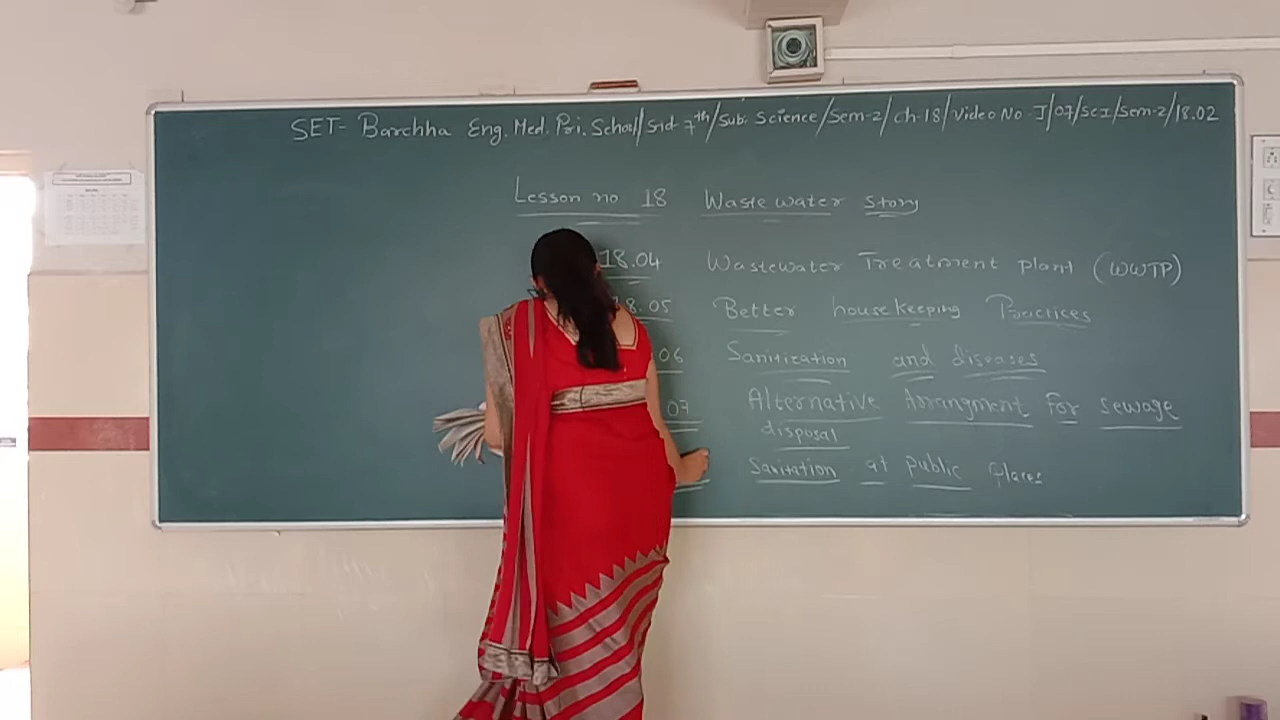 SET- Barchha Eng. Med. Pri. School/Std 7th/Sub: Science/Sem-2/Ch-18/Video No. I/07/SCI/Sem-2/18.02
Lesson no 18 Waste water story
18.04 Wastewater Treatment plant (WWTP)
18.05 Better housekeeping Practices
06 Sanitization and diseases
07 Alternative Arrangment for sewage
disposal
Sanitation at public places